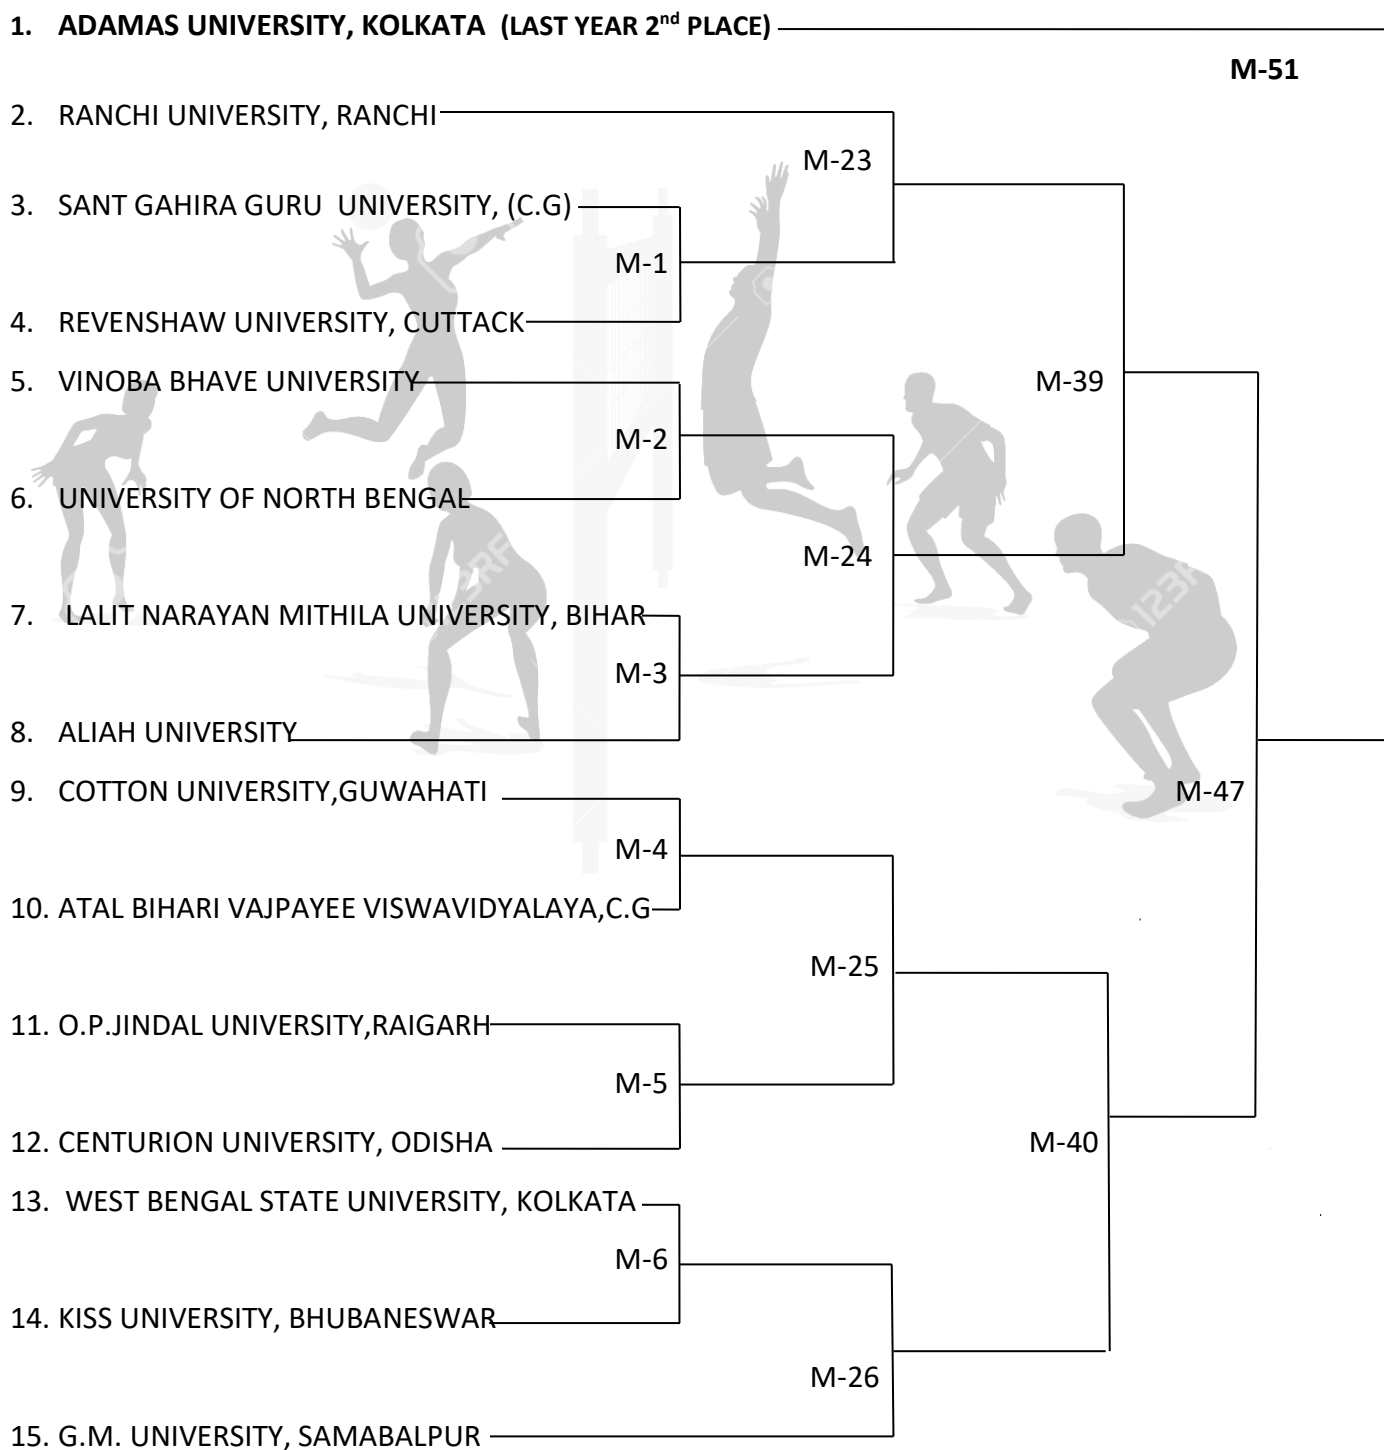 1. ADAMAS UNIVERSITY, KOLKATA (LAST YEAR 2nd PLACE)
M-51
2. RANCHI UNIVERSITY, RANCHI
M-23
3. SANT GAHIRA GURU UNIVERSITY, (C.G)
M-1
4. REVENSHAW UNIVERSITY, CUTTACK
5. VINOBA BHAVE UNIVERSITY
M-39
M-2
6. UNIVERSITY OF NORTH BENGAL
M-24
7. LALIT NARAYAN MITHILA UNIVERSITY, BIHAR
M-3
8. ALIAH UNIVERSITY
9. COTTON UNIVERSITY,GUWAHATI
M-47
M-4
10. ATAL BIHARI VAJPAYEE VISWAVIDYALAYA,C.G
M-25
11. O.P.JINDAL UNIVERSITY,RAIGARH
M-5
12. CENTURION UNIVERSITY, ODISHA
M-40
13. WEST BENGAL STATE UNIVERSITY, KOLKATA
M-6
14. KISS UNIVERSITY, BHUBANESWAR
M-26
15. G.M. UNIVERSITY, SAMABALPUR